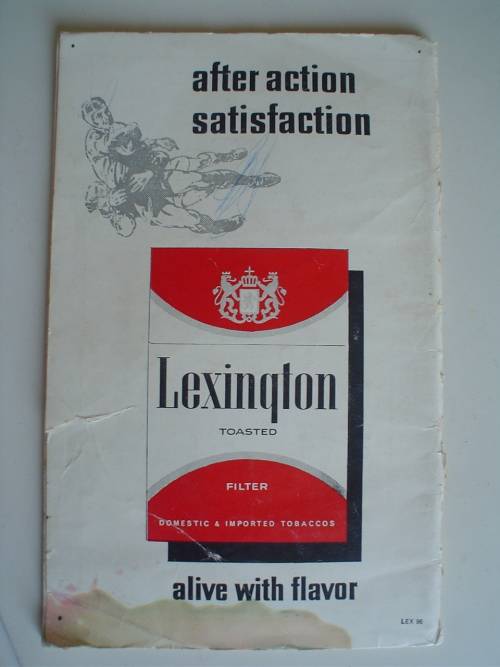 after action
satisfaction
Lexington
TOASTED
FILTER
DOMESTIC & IMPORTED TOBACCOS
alive with flavor
LEX 96